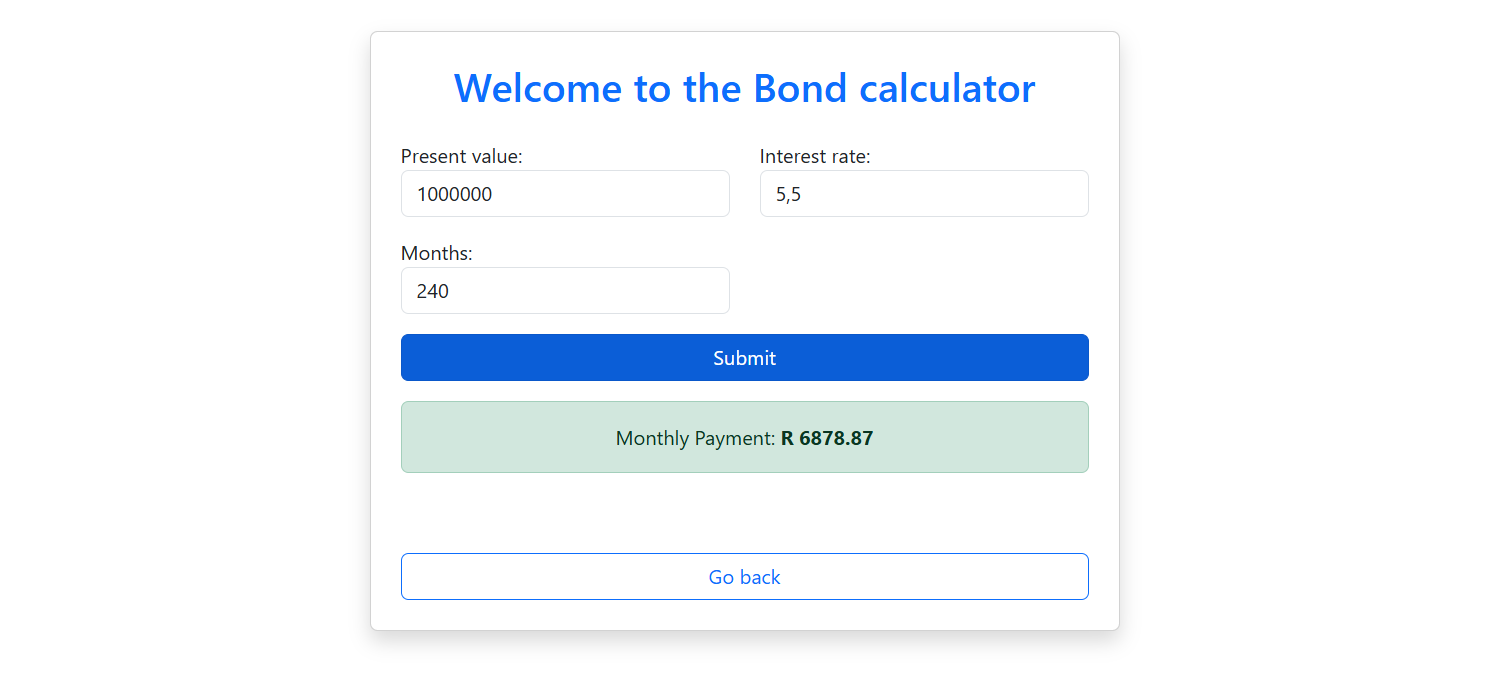 Welcome to the Bond calculator
Present value:
Interest rate:
1000000
5,5
Months:
240
Submit
Monthly Payment: R 6878.87
Go back